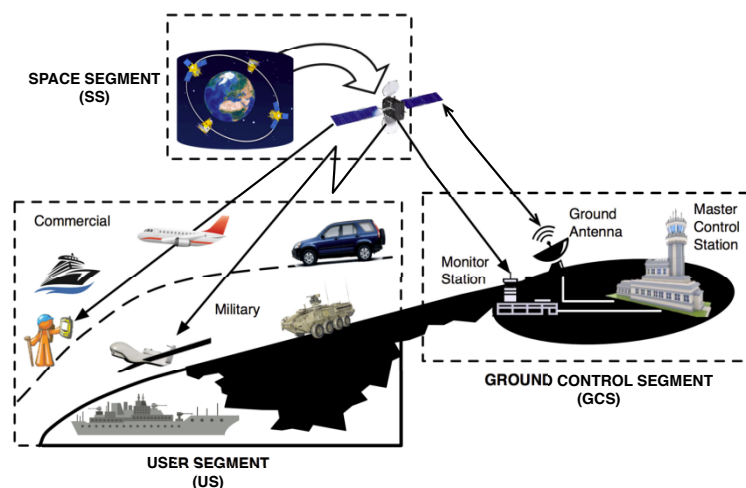 SPACE SEGMENT
(SS)
Commercial
Military
Ground
Antenna
Master
Control
Station
Monitor
Station
GROUND CONTROL SEGMENT
(GCS)
USER SEGMENT
(US)